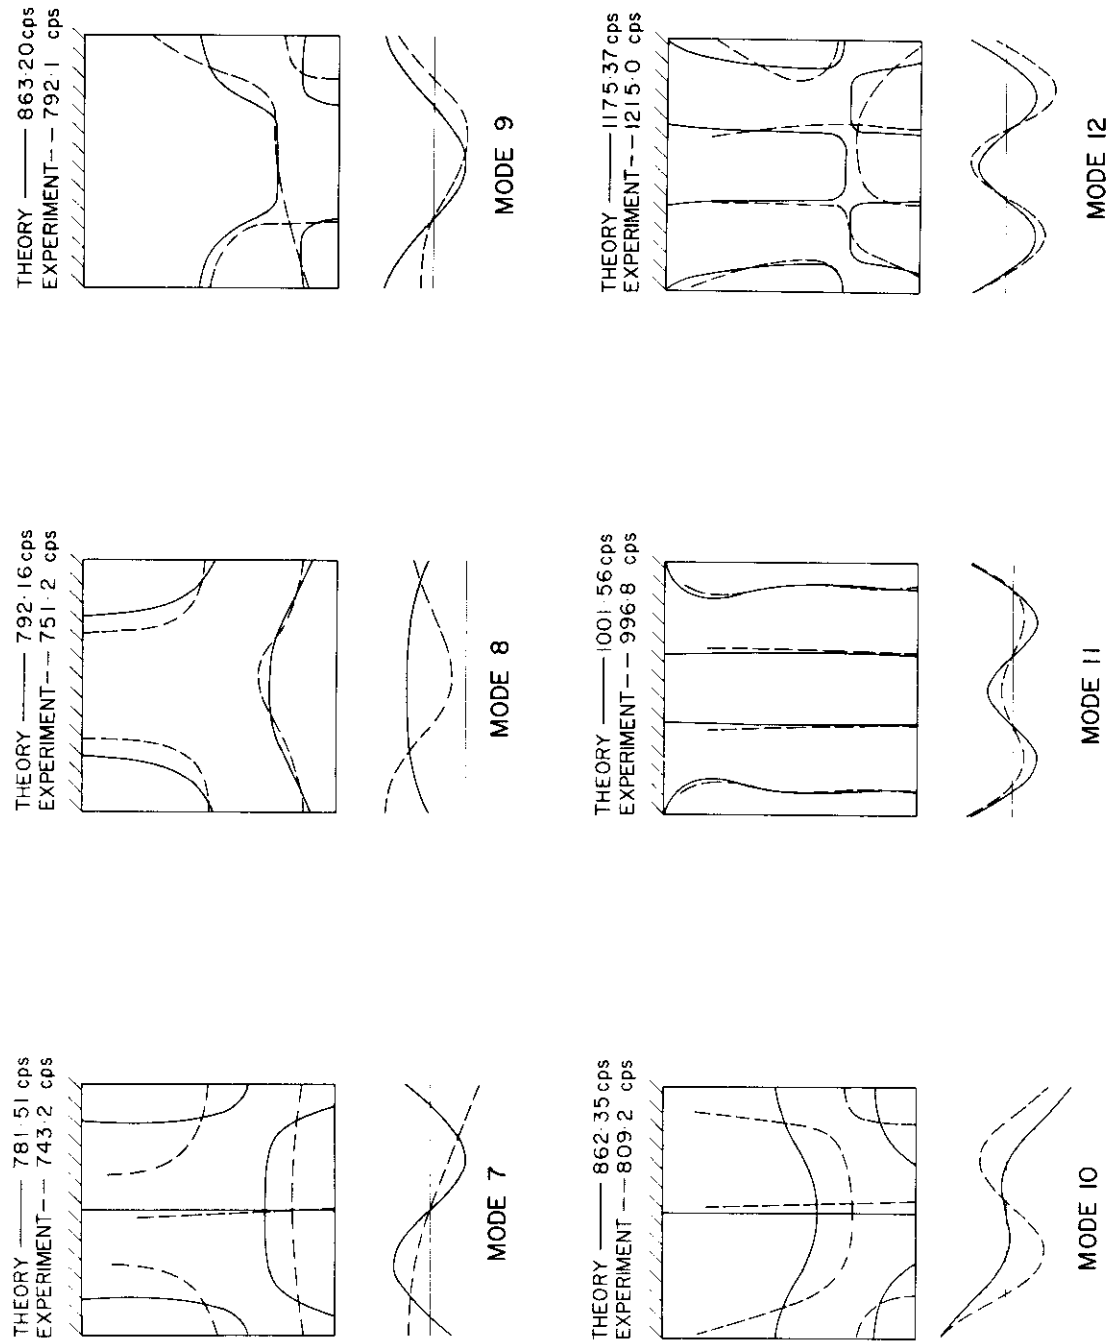 THEORY —— 781·51 cps
EXPERIMENT-- 743·2 cps
MODE 7
THEORY —— 792·16 cps
EXPERIMENT-- 751·2 cps
MODE 8
THEORY —— 863·20 cps
EXPERIMENT-- 792·1 cps
MODE 9
THEORY —— 862·35 cps
EXPERIMENT-- 809·2 cps
MODE 10
THEORY —— 1001·56 cps
EXPERIMENT-- 996·8 cps
MODE 11
THEORY —— 1175·37 cps
EXPERIMENT-- 1215·0 cps
MODE 12